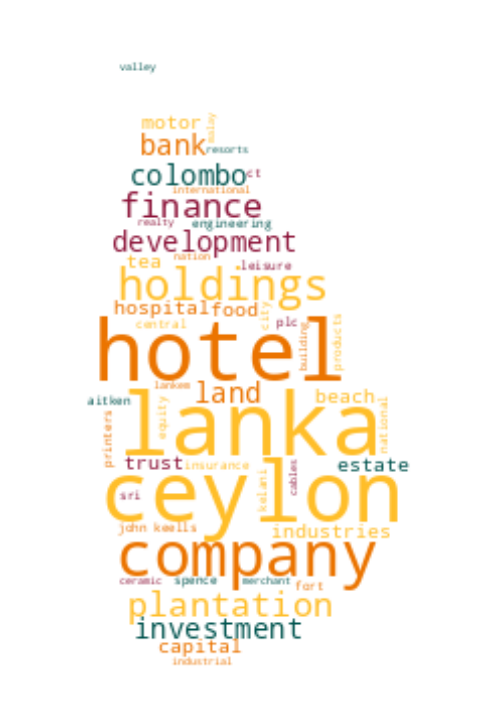 valley
motor
malay
bank
resorts
colombo
ct
international
finance
realty
engineering
development
nation
tea
leisure
holdings
hospital
food
city
plc
central
building
products
hotel
lankem
land
aitken
lanka
beach
equity
national
printers
trust
insurance
estate
ceylon
kelani
cables
sri
john keells
industries
company
ceramic
spence
merchant
fort
plantation
investment
capital
industrial